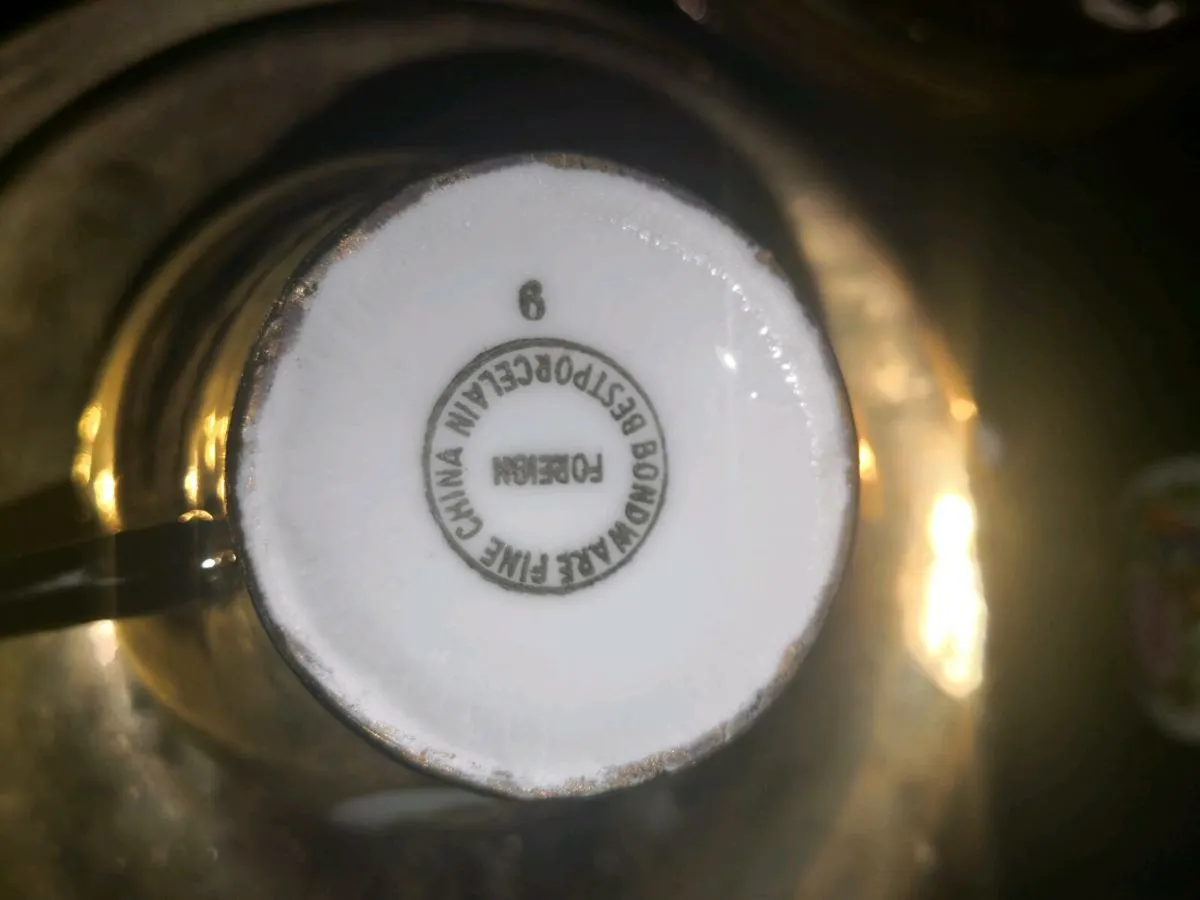 BONDWARE FINE CHINA
FOREIGN
BESTPORCELAIN
6